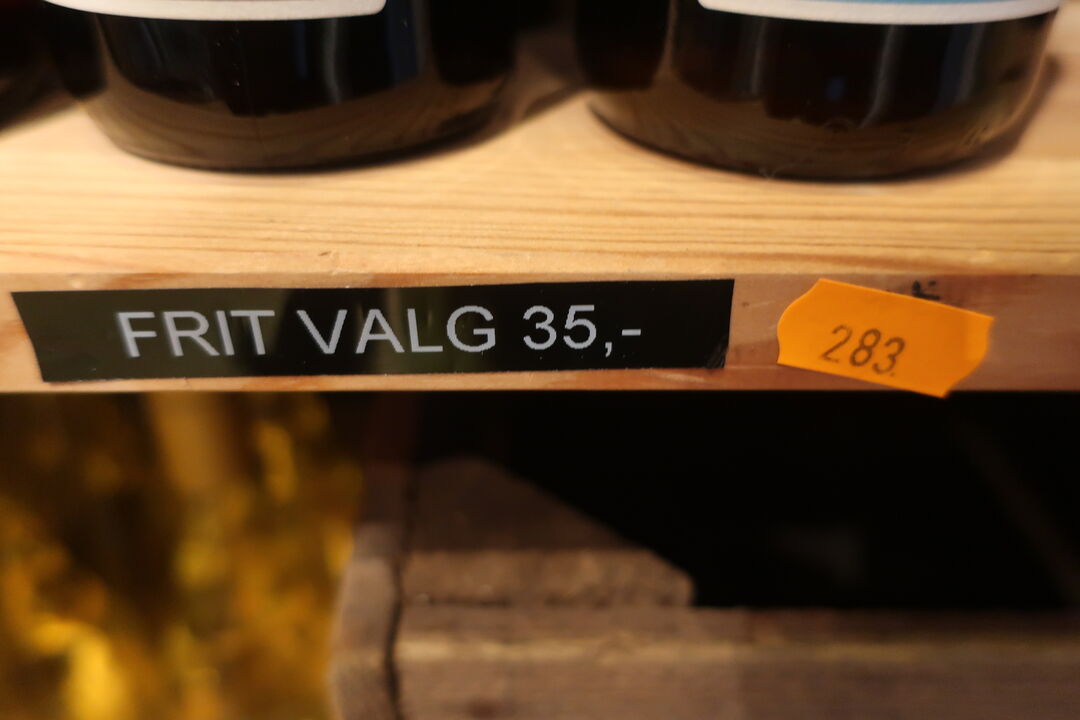 FRIT VALG 35,-
283.